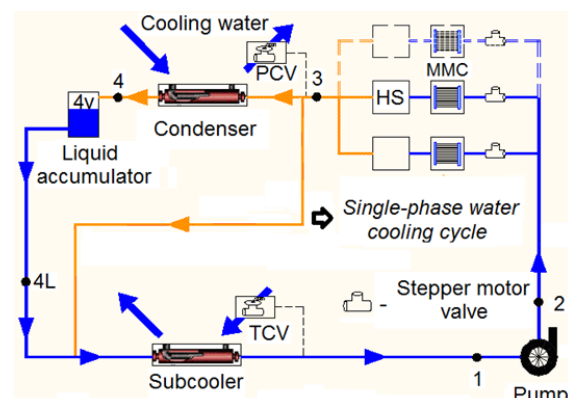 Cooling water
PCV
3
MMC
4
4v
Condenser
HS
Liquid
accumulator
Single-phase water
cooling cycle
4L
Stepper motor
valve
-
2
TCV
Subcooler
1
Pump